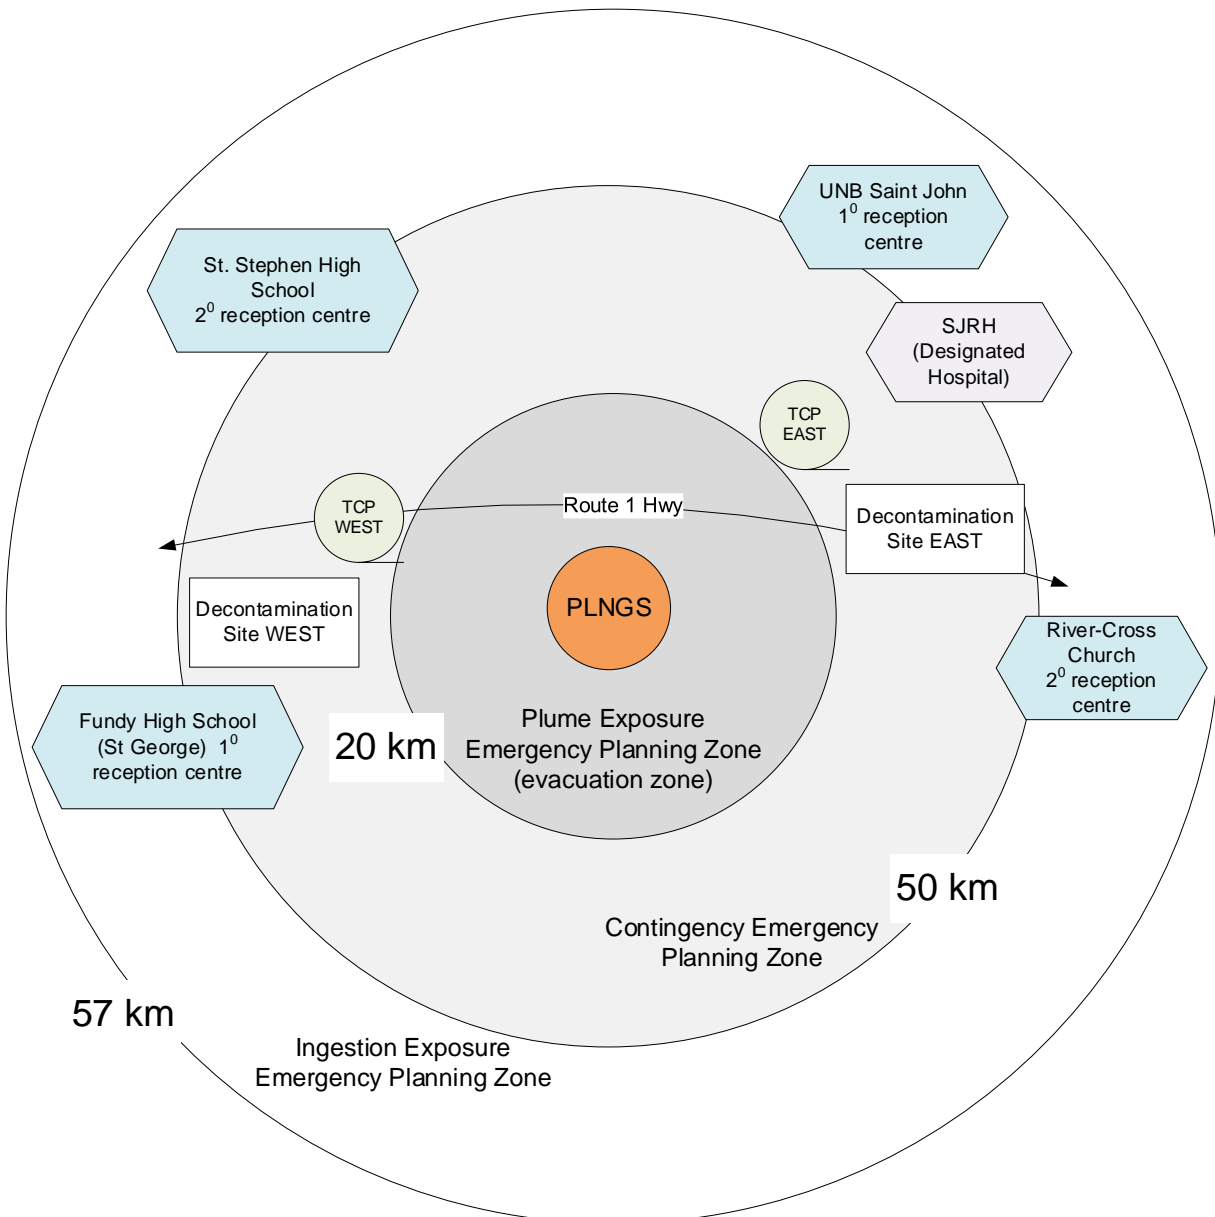 UNB Saint John
1⁰ reception
centre
St. Stephen High
School
2⁰ reception centre
SJRH
(Designated
Hospital)
TCP
EAST
TCP
WEST
Route 1 Hwy
Decontamination
Site EAST
Decontamination
Site WEST
PLNGS
River-Cross
Church
2⁰ reception
centre
Fundy High School
(St George) 1⁰
reception centre
20 km
Plume Exposure
Emergency Planning Zone
(evacuation zone)
50 km
Contingency Emergency
Planning Zone
57 km
Ingestion Exposure
Emergency Planning Zone